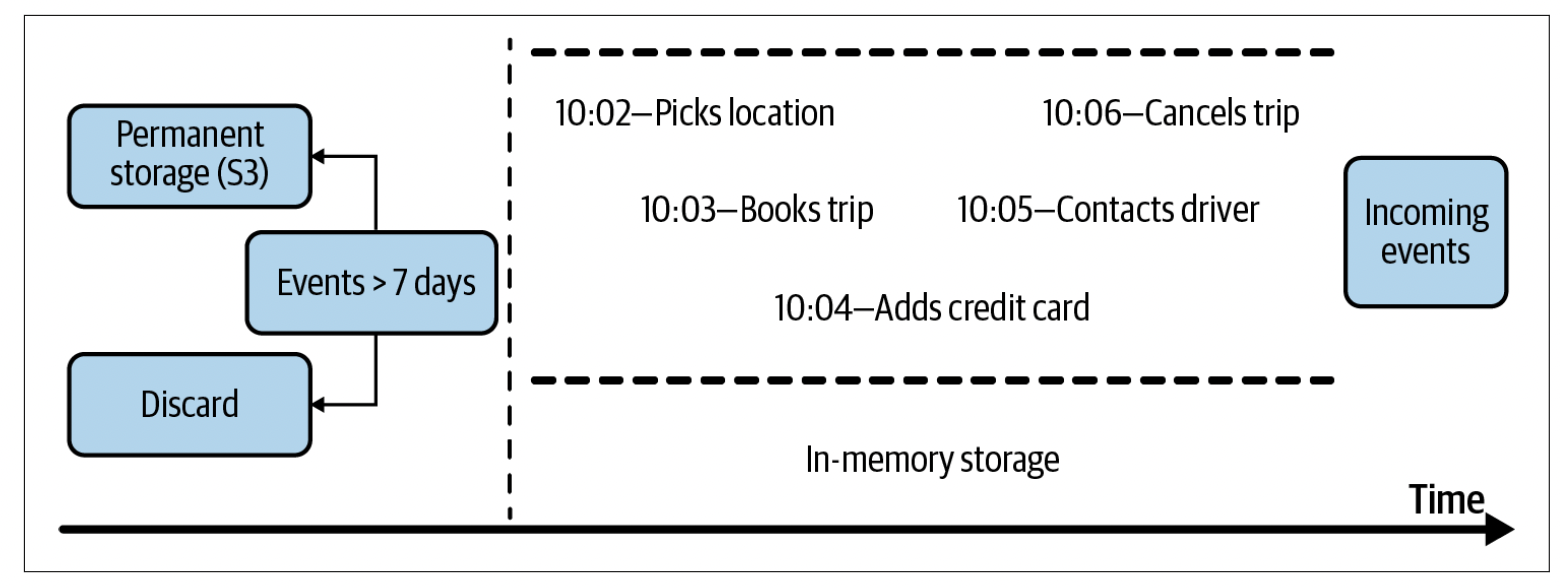 Permanent
storage (S3)
Events > 7 days
Discard
10:02—Picks location
10:06—Cancels trip
10:03—Books trip
10:05—Contacts driver
10:04—Adds credit card
In-memory storage
Incoming
events
Time